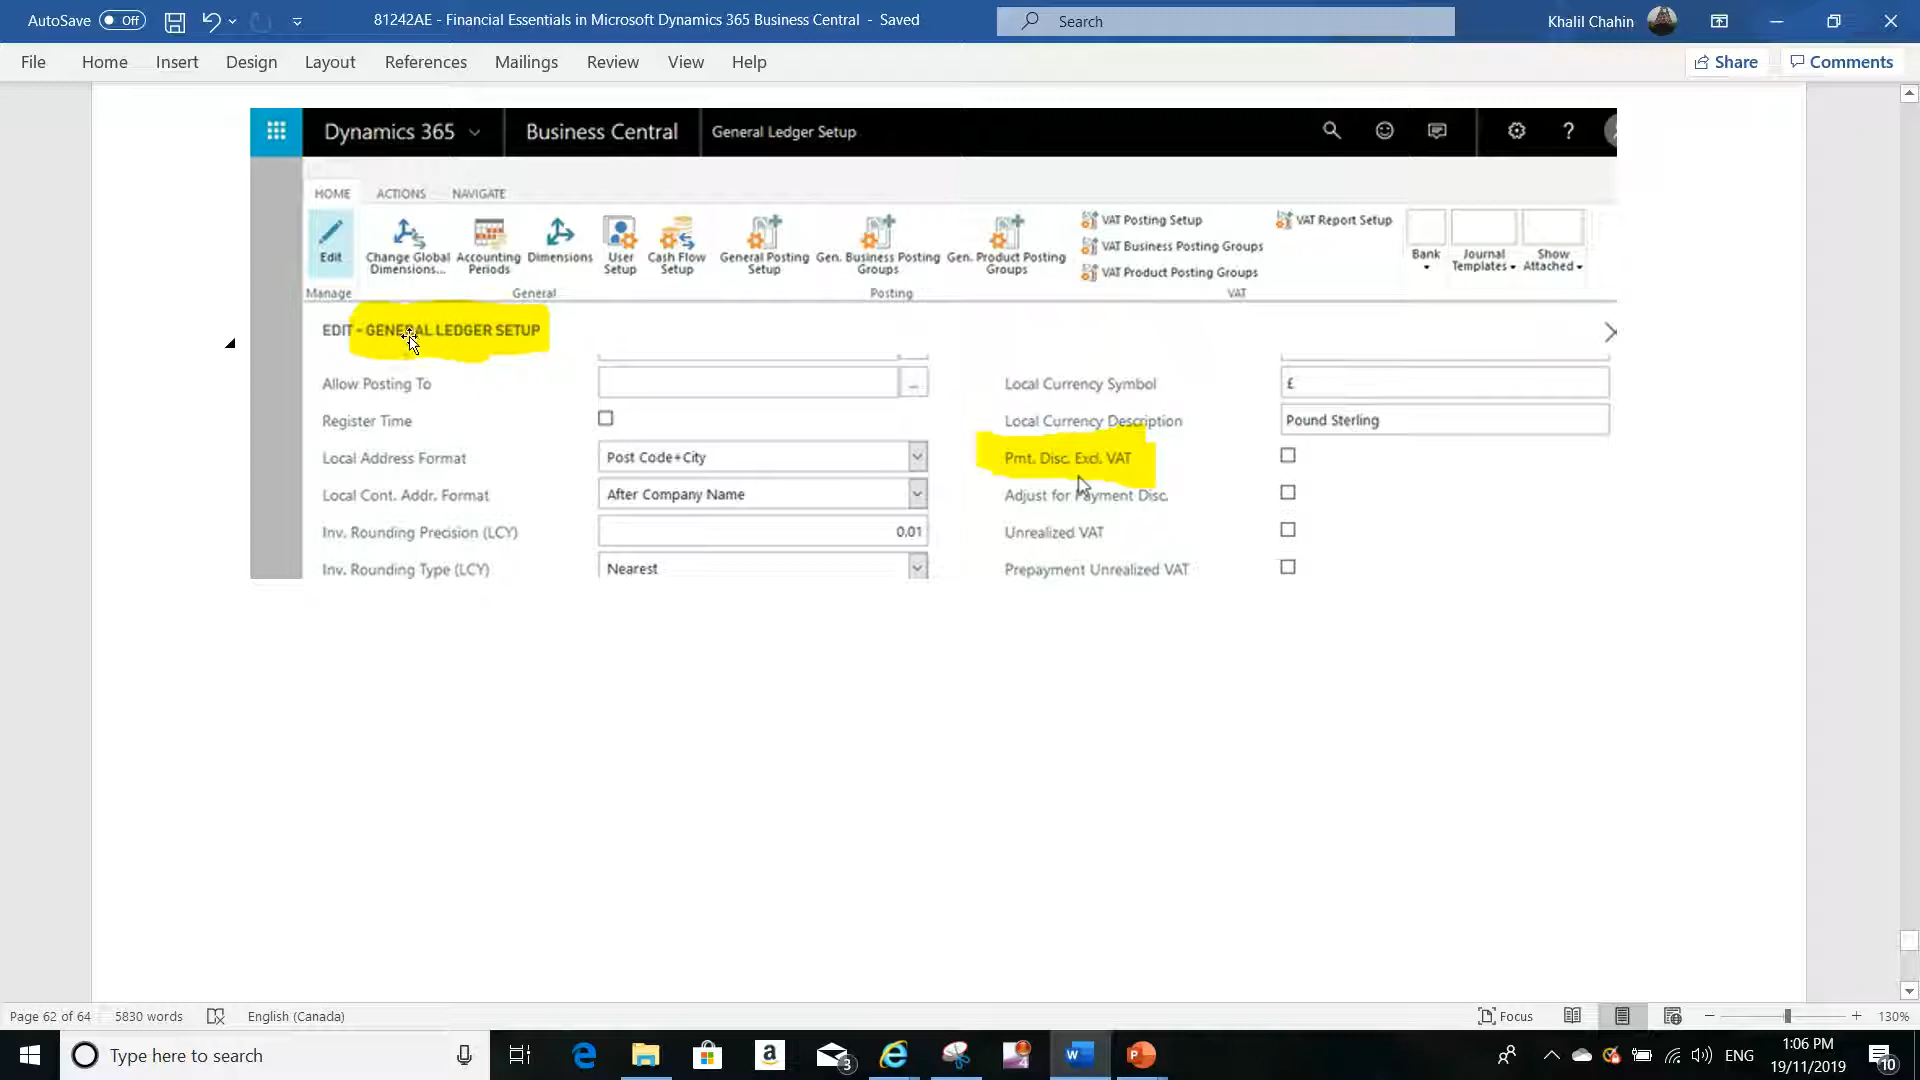 AutoSave Off 81242AE - Financial Essentials in Microsoft Dynamics 365 Business Central - Saved Search Khalil Chahin
File Home Insert Design Layout References Mailings Review View Help Share Comments
Dynamics 365 Business Central General Ledger Setup ?
HOME ACTIONS NAVIGATE
Edit
Change Global Dimensions...
Accounting Periods
Dimensions
User Setup
Cash Flow Setup
General Posting Setup
Gen. Business Posting Groups
Gen. Product Posting Groups
VAT Posting Setup
VAT Business Posting Groups
VAT Product Posting Groups
VAT Report Setup
Bank
Journal Templates
Show Attached
Manage General Posting VAT
EDIT - GENERAL LEDGER SETUP
Allow Posting To ... Local Currency Symbol £
Register Time Local Currency Description Pound Sterling
Local Address Format Post Code+City Pmt. Disc. Excl. VAT
Local Cont. Addr. Format After Company Name Adjust for Payment Disc.
Inv. Rounding Precision (LCY) 0.01 Unrealized VAT
Inv. Rounding Type (LCY) Nearest Prepayment Unrealized VAT
Page 62 of 64 5830 words English (Canada) Focus 130%
Type here to search 3 4 ENG 1:06 PM
19/11/2019 10